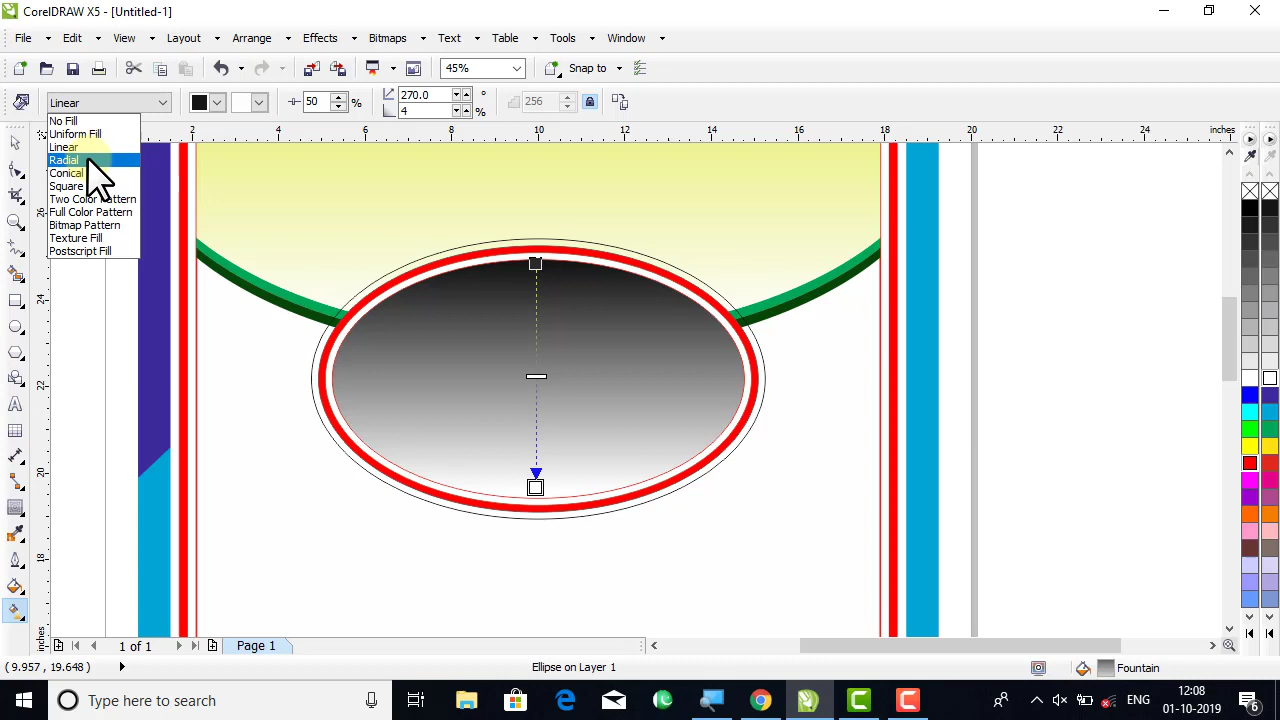 CorelDRAW X5 - [Untitled-1]
File Edit View Layout Arrange Effects Bitmaps Text Table Tools Window
45% Snap to
Linear 50 % 270.0 ° 4 % 256
No Fill
Uniform Fill
Linear
Radial
Conical
Square
Two Color Pattern
Full Color Pattern
Bitmap Pattern
Texture Fill
Postscript Fill
2 4 6 8 10 12 14 16 18 20 22 24 inches
26
24
22
20
18
inches
1 of 1 Page 1
( 9.957 , 19.648 ) Ellipse on Layer 1 Fountain
Type here to search ENG 12:08
01-10-2019 6